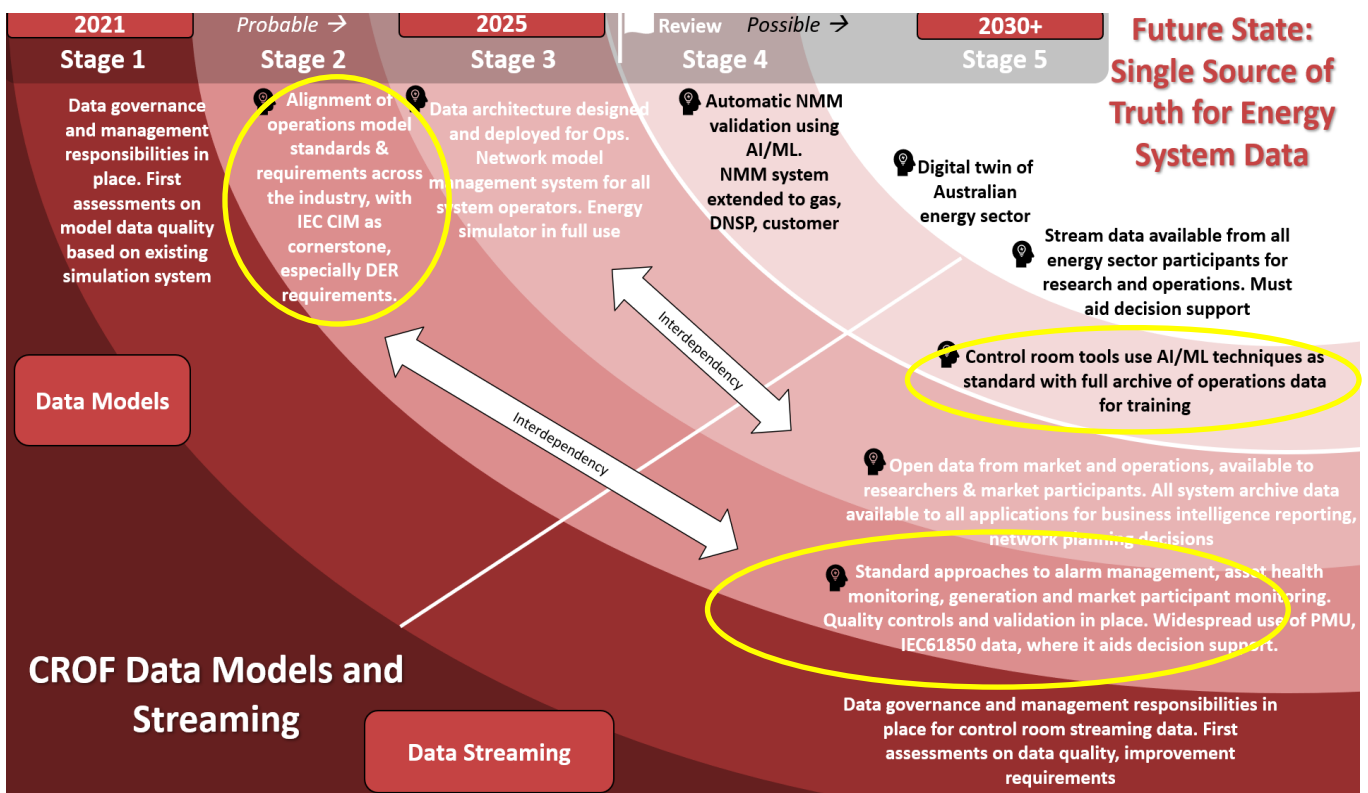 2021
Probable →
2025
Review
Possible →
2030+
Stage 1
Stage 2
Stage 3
Stage 4
Stage 5
Future State:
Single Source of
Truth for Energy
System Data
Data governance
and management
responsibilities in
place. First
assessments on
model data quality
based on existing
simulation system
Alignment of
operations model
standards &
requirements across
the industry, with
IEC CIM as
cornerstone,
especially DER
requirements.
Data architecture designed
and deployed for Ops.
Network model
management system for all
system operators. Energy
simulator in full use
Automatic NMM
validation using
AI/ML.
NMM system
extended to gas,
DNSP, customer
Digital twin of
Australian
energy sector
Stream data available from all
energy sector participants for
research and operations. Must
aid decision support
Control room tools use AI/ML techniques as
standard with full archive of operations data
for training
Data Models
Interdependency
Interdependency
Open data from market and operations, available to
researchers & market participants. All system archive data
available to all applications for business intelligence reporting,
network planning decisions
Standard approaches to alarm management, asset health
monitoring, generation and market participant monitoring.
Quality controls and validation in place. Widespread use of PMU,
IEC61850 data, where it aids decision support.
CROF Data Models and
Streaming
Data Streaming
Data governance and management responsibilities in
place for control room streaming data. First
assessments on data quality, improvement
requirements